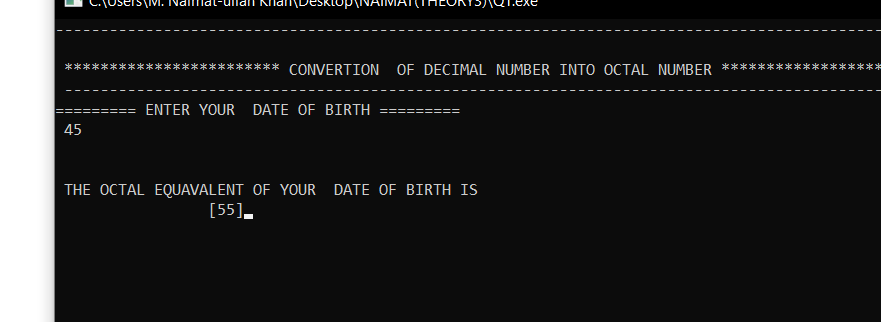 C:\Users\M. Naimat-ullah Khan\Desktop\NAIMAT(THEORY3)\Q1.exe
------------------------------------------------------------------------------------------
************************ CONVERTION  OF DECIMAL NUMBER INTO OCTAL NUMBER ******************
------------------------------------------------------------------------------------------
========= ENTER YOUR  DATE OF BIRTH =========
45
THE OCTAL EQUAVALENT OF YOUR  DATE OF BIRTH IS
[55]